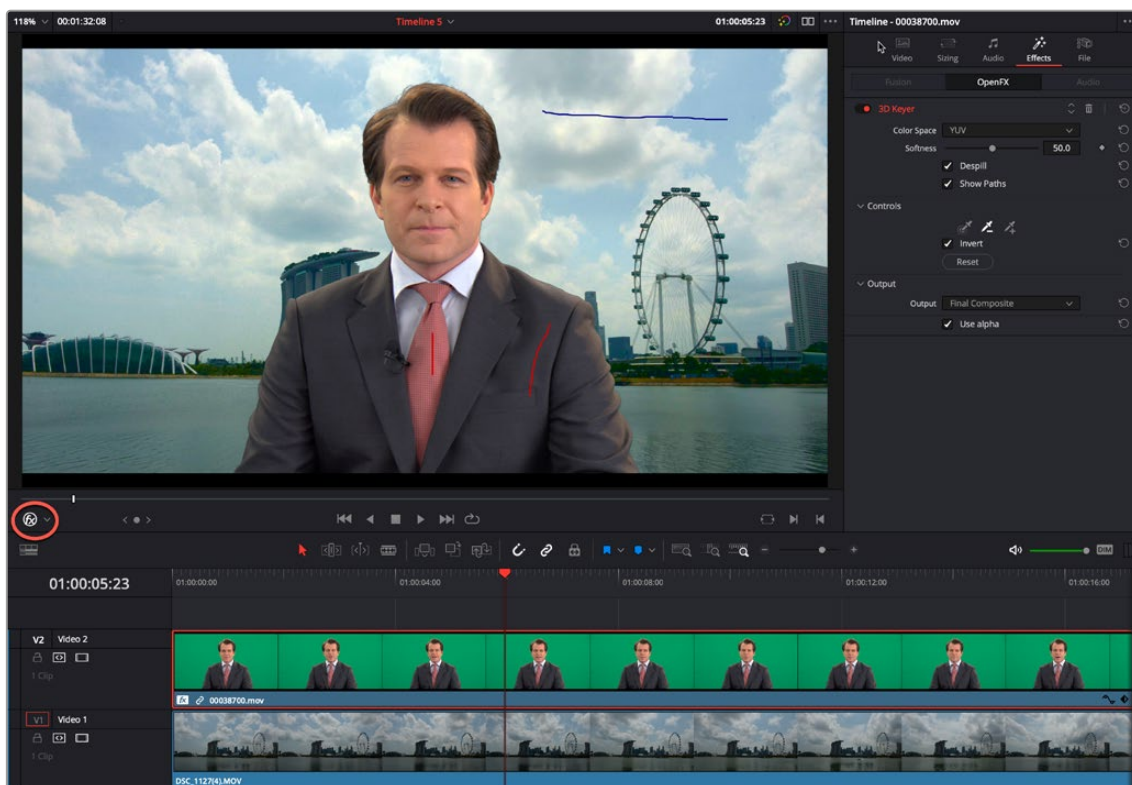 118% 00:01:32:08 Timeline 5 01:00:05:23 Timeline - 00038700.mov
Video Sizing Audio Effects File
Fusion OpenFX Audio
3D Keyer
Color Space YUV
Softness 50.0
Despill
Show Paths
Controls
Invert
Reset
Output
Output Final Composite
Use alpha
fx
DIM
01:00:05:23 01:00:00:00 01:00:04:00 01:00:08:00 01:00:12:00 01:00:16:00
V2 Video 2
1 Clip
fx 00038700.mov
V1 Video 1
1 Clip
DSC_1127(4).MOV